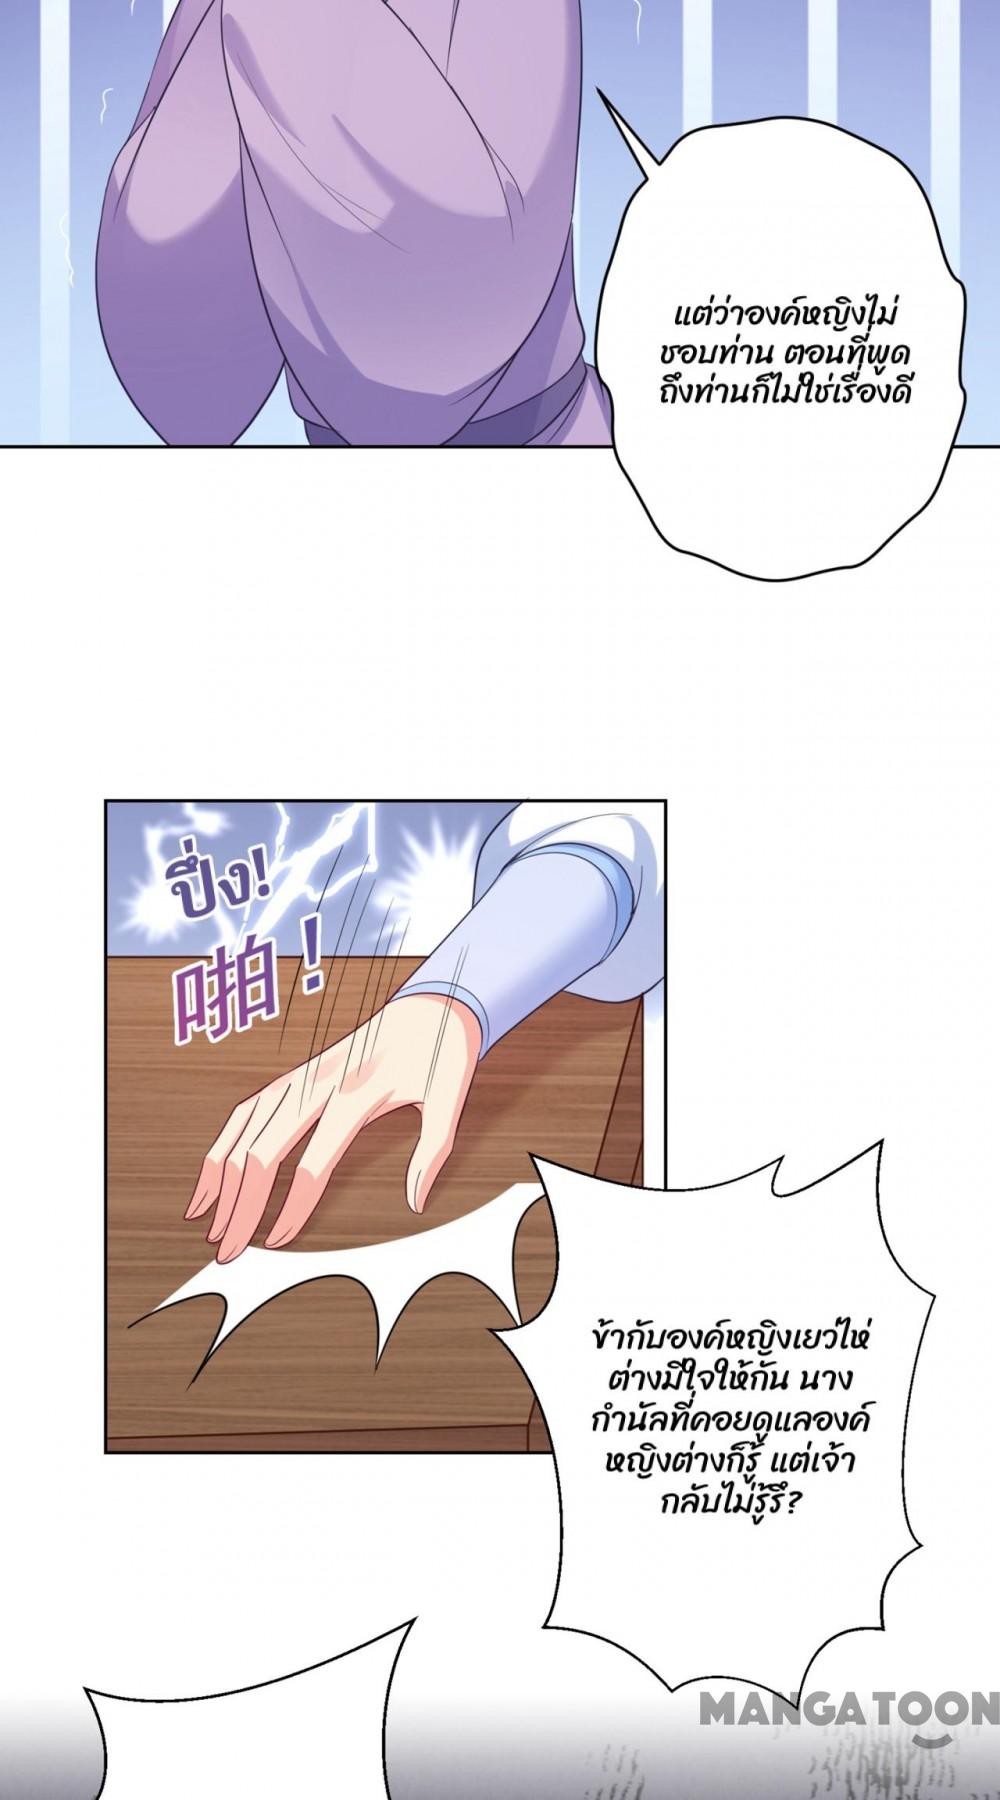 แต่ว่าองค์หญิงไม่
ชอบท่าน ตอนที่พูด
ถึงท่านก็ไม่ใช่เรื่องดี
ปึ่ง!
啪！
ข้ากับองค์หญิงเยว่ไห่
ต่างมีใจให้กัน นาง
กำนัลที่คอยดูแลองค์
หญิงต่างก็รู้ แต่เจ้า
กลับไม่รู้รึ?
MANGATOON